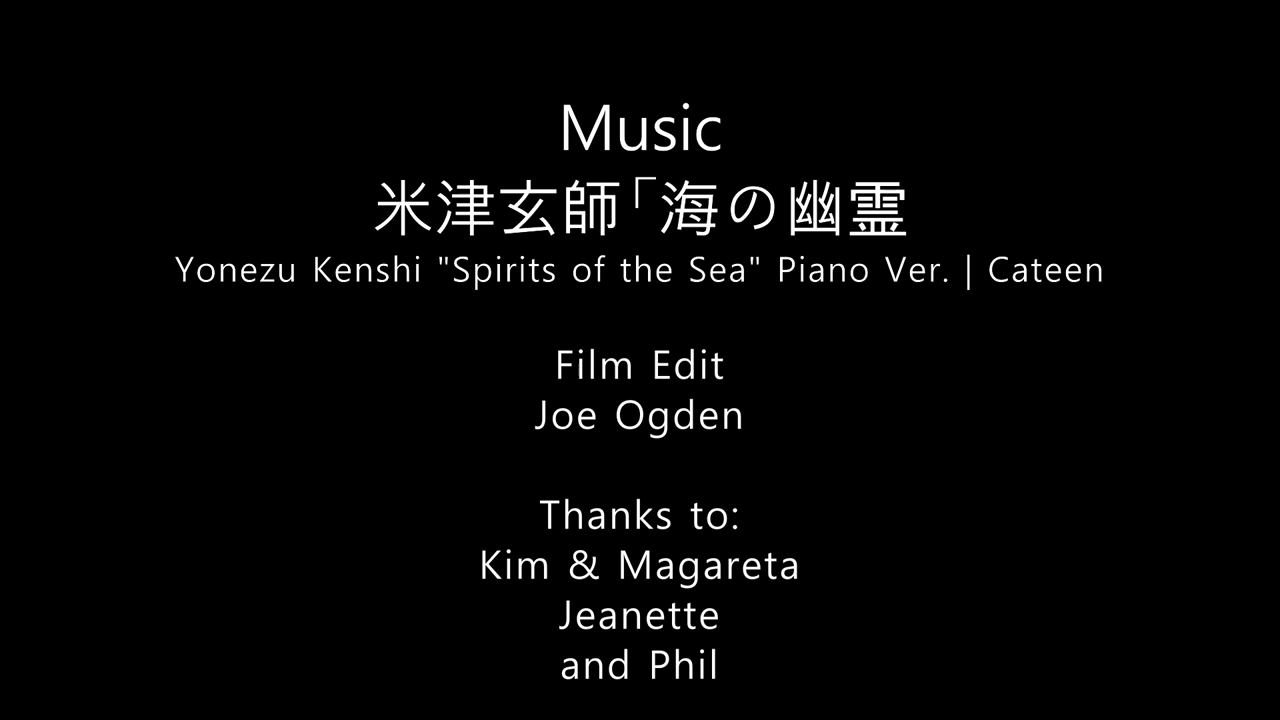 Music
米津玄師「海の幽霊
Yonezu Kenshi "Spirits of the Sea" Piano Ver. | Cateen
Film Edit
Joe Ogden
Thanks to:
Kim & Magareta
Jeanette
and Phil